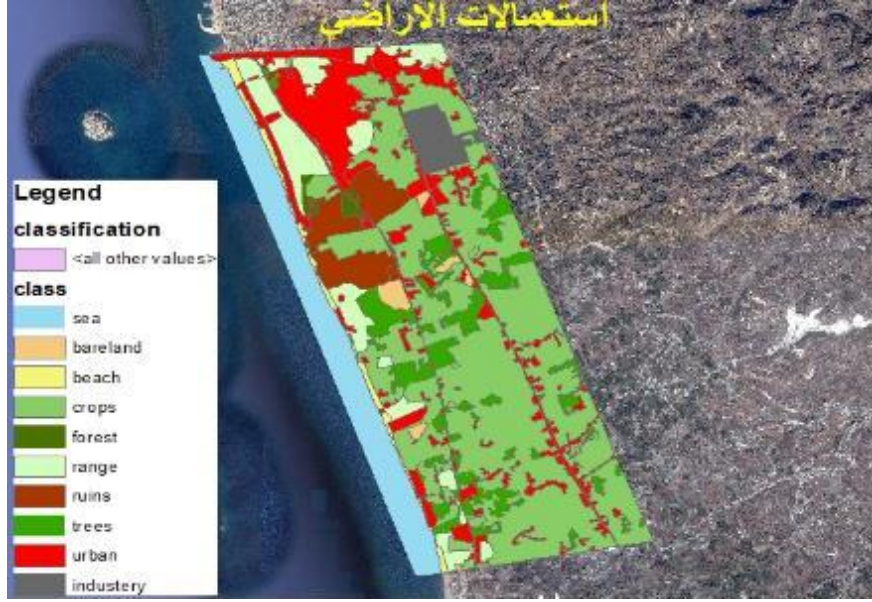 استعمالات الاراضي
Legend
classification
<all other values>
class
sea
bareland
beach
crops
forest
range
ruins
trees
urban
industery